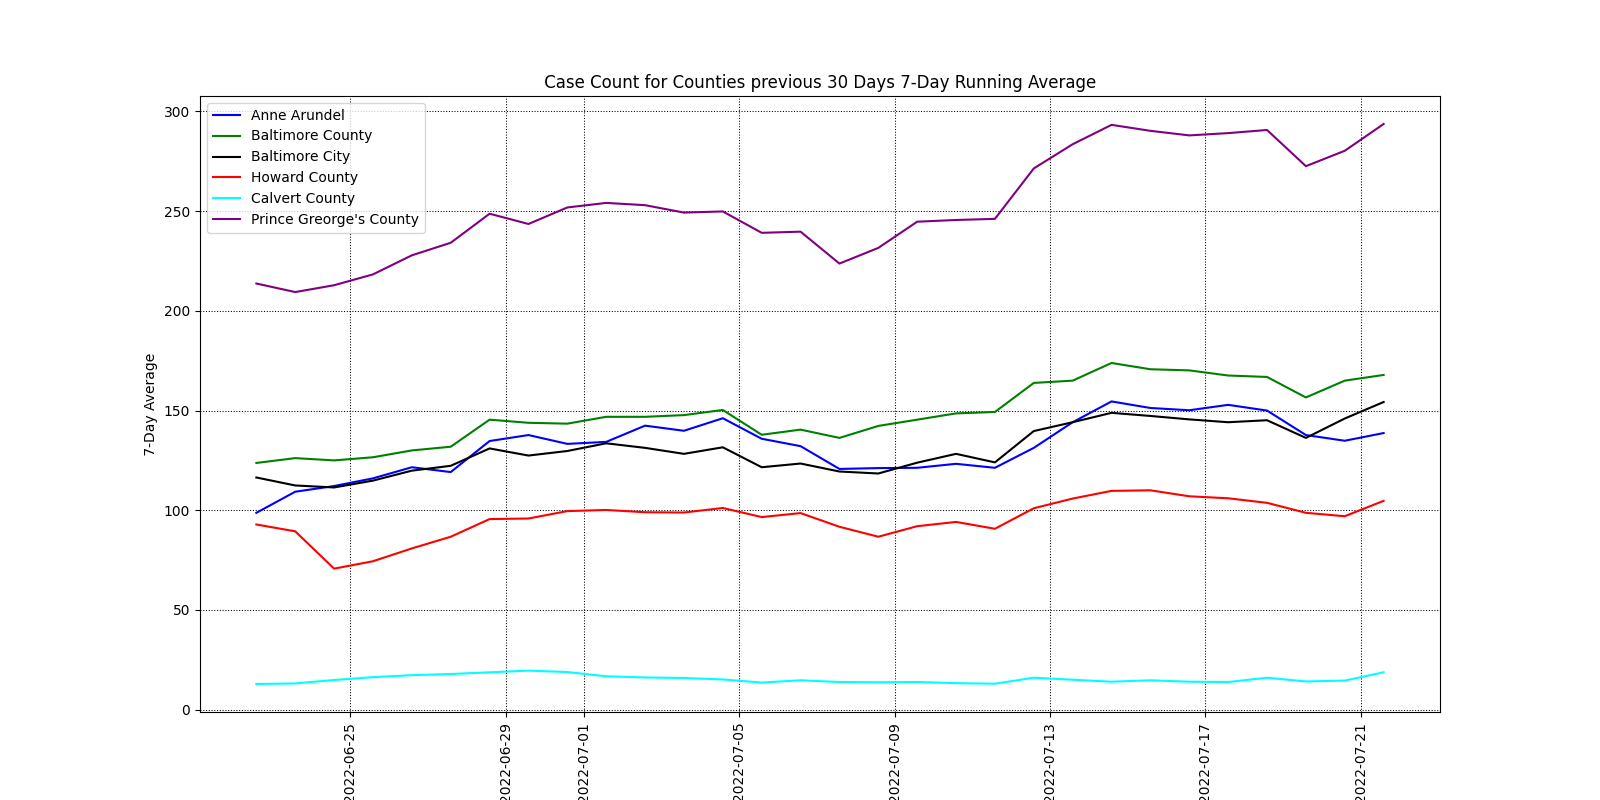 Case Count for Counties previous 30 Days 7-Day Running Average
Anne Arundel
Baltimore County
Baltimore City
Howard County
Calvert County
Prince Greorge's County
7-Day Average
300
250
200
150
100
50
0
2022-06-25
2022-06-29
2022-07-01
2022-07-05
2022-07-09
2022-07-13
2022-07-17
2022-07-21